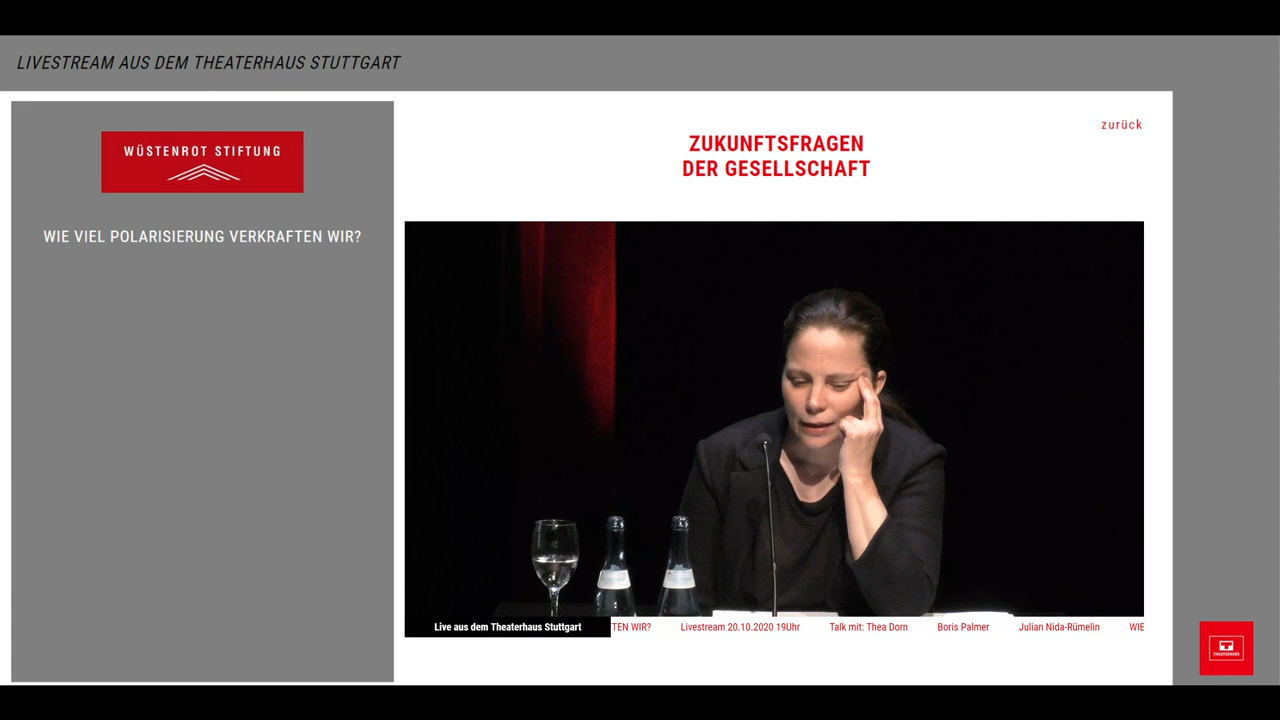 LIVESTREAM AUS DEM THEATERHAUS STUTTGART
WÜSTENROT STIFTUNG
WIE VIEL POLARISIERUNG VERKRAFTEN WIR?
zurück
ZUKUNFTSFRAGEN
DER GESELLSCHAFT
Live aus dem Theaterhaus Stuttgart TEN WIR? Livestream 20.10.2020 19Uhr Talk mit: Thea Dorn Boris Palmer Julian Nida-Rümelin WIE
THEATERHAUS